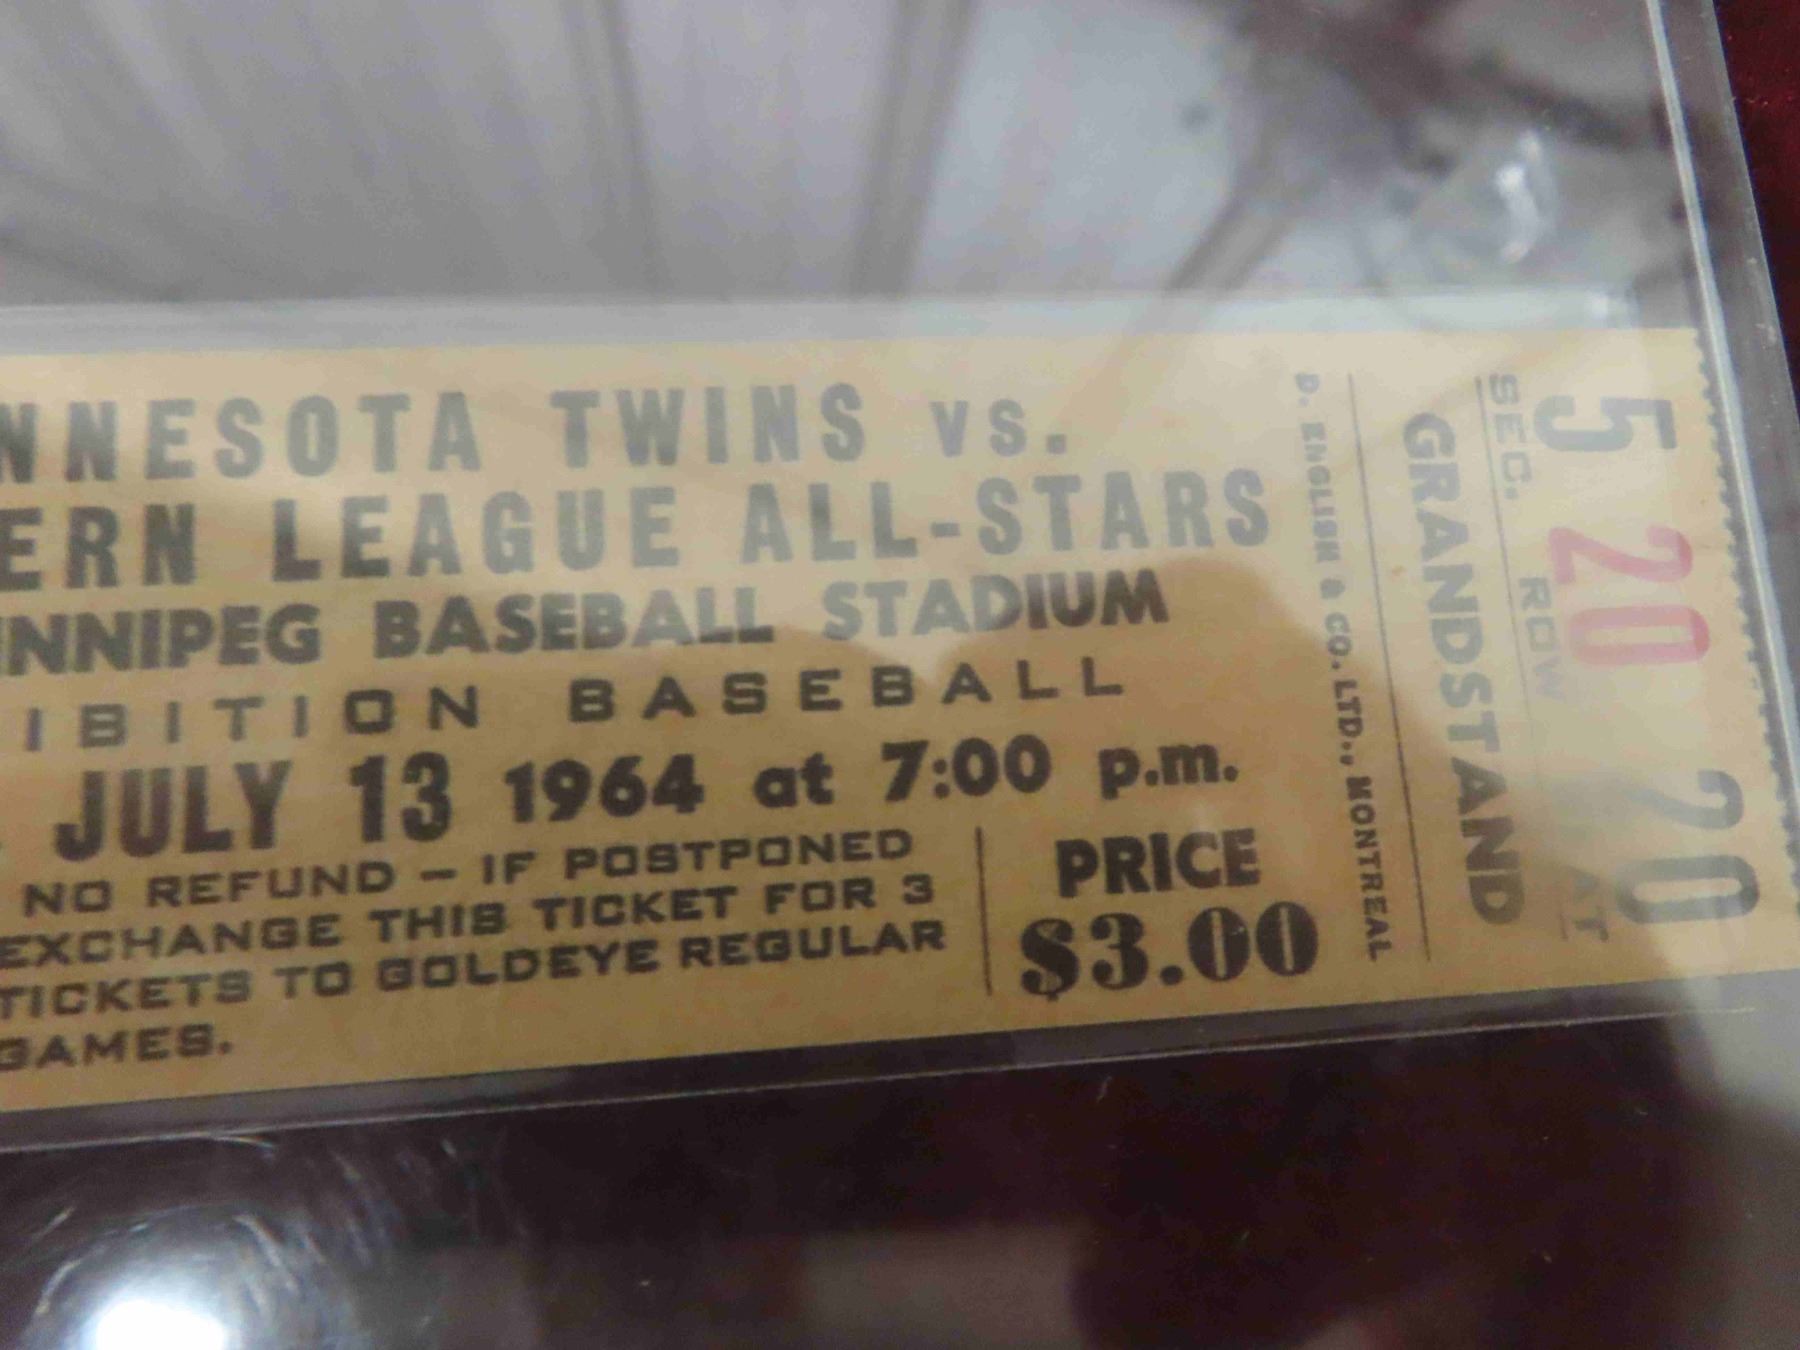 NNESOTA TWINS VS.
ERN LEAGUE ALL-STARS
INNIPEG BASEBALL STADIUM
IBITION BASEBALL
JULY 13 1964 at 7:00 p.m.
NO REFUND – IF POSTPONED
EXCHANGE THIS TICKET FOR 3
TICKETS TO GOLDEYE REGULAR
GAMES.
PRICE
$3.00
D. ENGLISH & CO. LTD., MONTREAL
GRANDSTAND
SEC. ROW AT
5 20 20